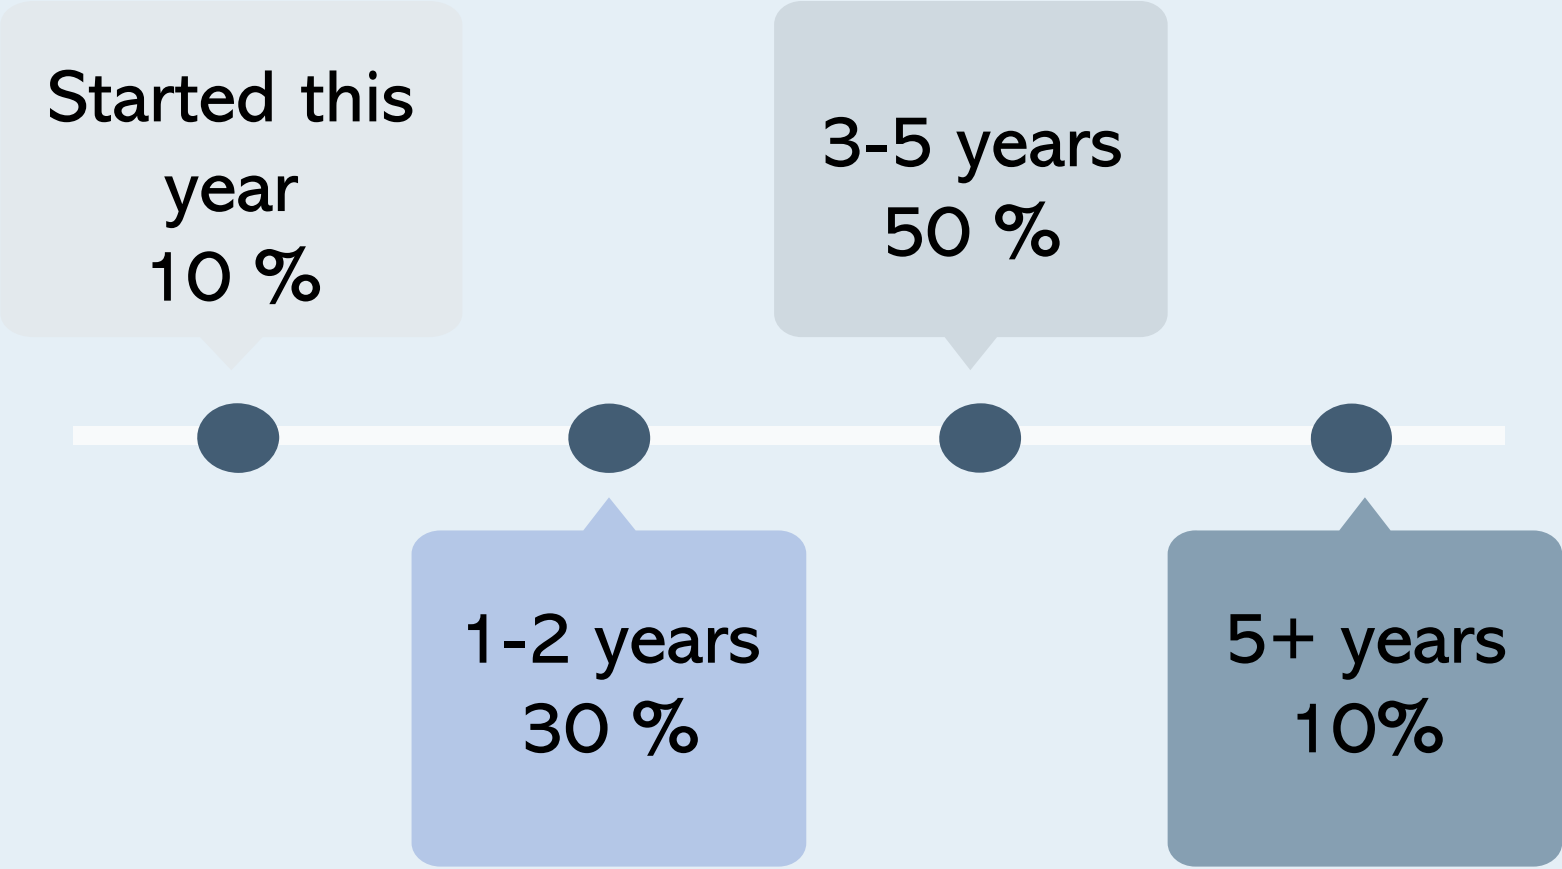 Started this
year
10 %
1-2 years
30 %
3-5 years
50 %
5+ years
10%